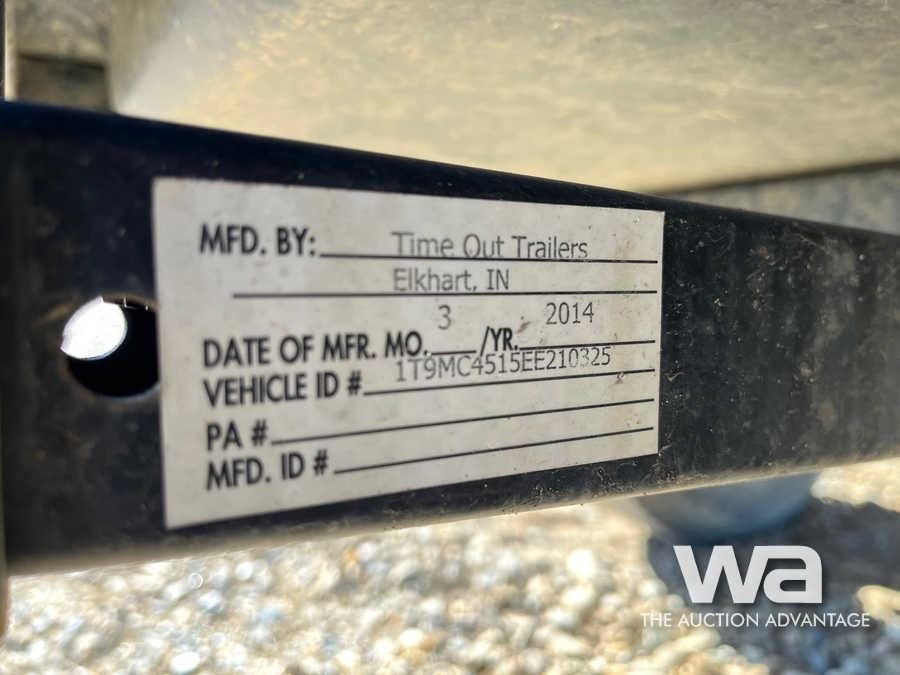 MFD. BY: Time Out Trailers
Elkhart, IN
DATE OF MFR. MO. 3 /YR. 2014
VEHICLE ID # 1T9MC4515EE210325
PA #
MFD. ID #
wa
THE AUCTION ADVANTAGE